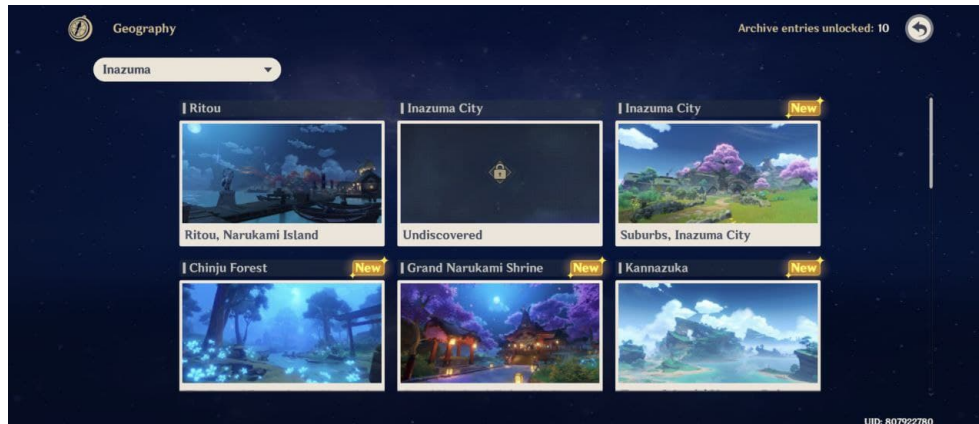 Geography
Archive entries unlocked: 10
Inazuma
Ritou
Inazuma City
Inazuma City
New
Ritou, Narukami Island
Undiscovered
Suburbs, Inazuma City
Chinju Forest
New
Grand Narukami Shrine
New
Kannazuka
New
UID: 807922780